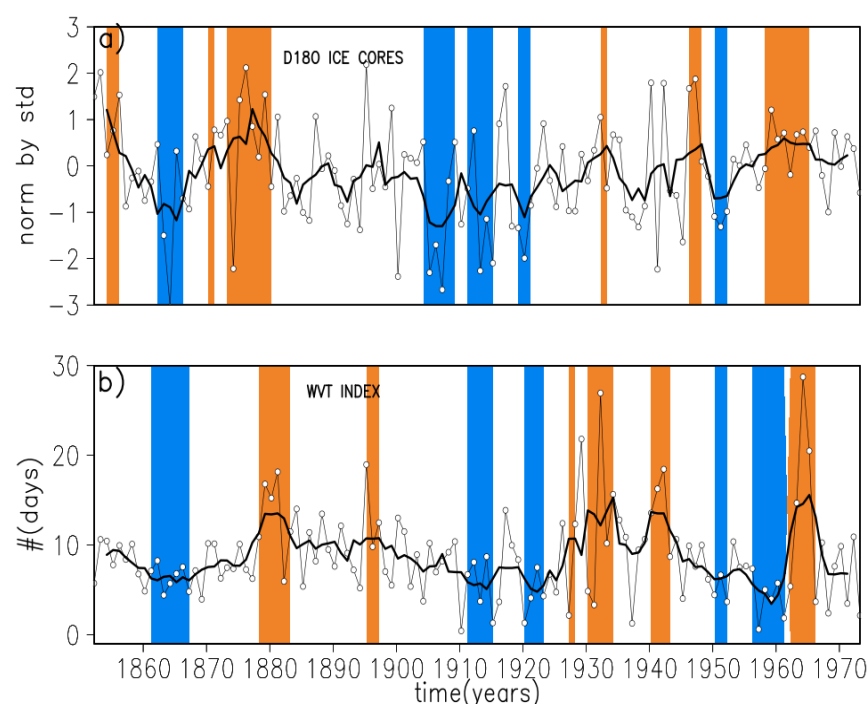 3
a)
D180 ICE CORES
2
1
0
-1
-2
-3
norm by std
30
b)
WVT INDEX
20
10
0
#(days)
1860 1870 1880 1890 1900 1910 1920 1930 1940 1950 1960 1970
time(years)